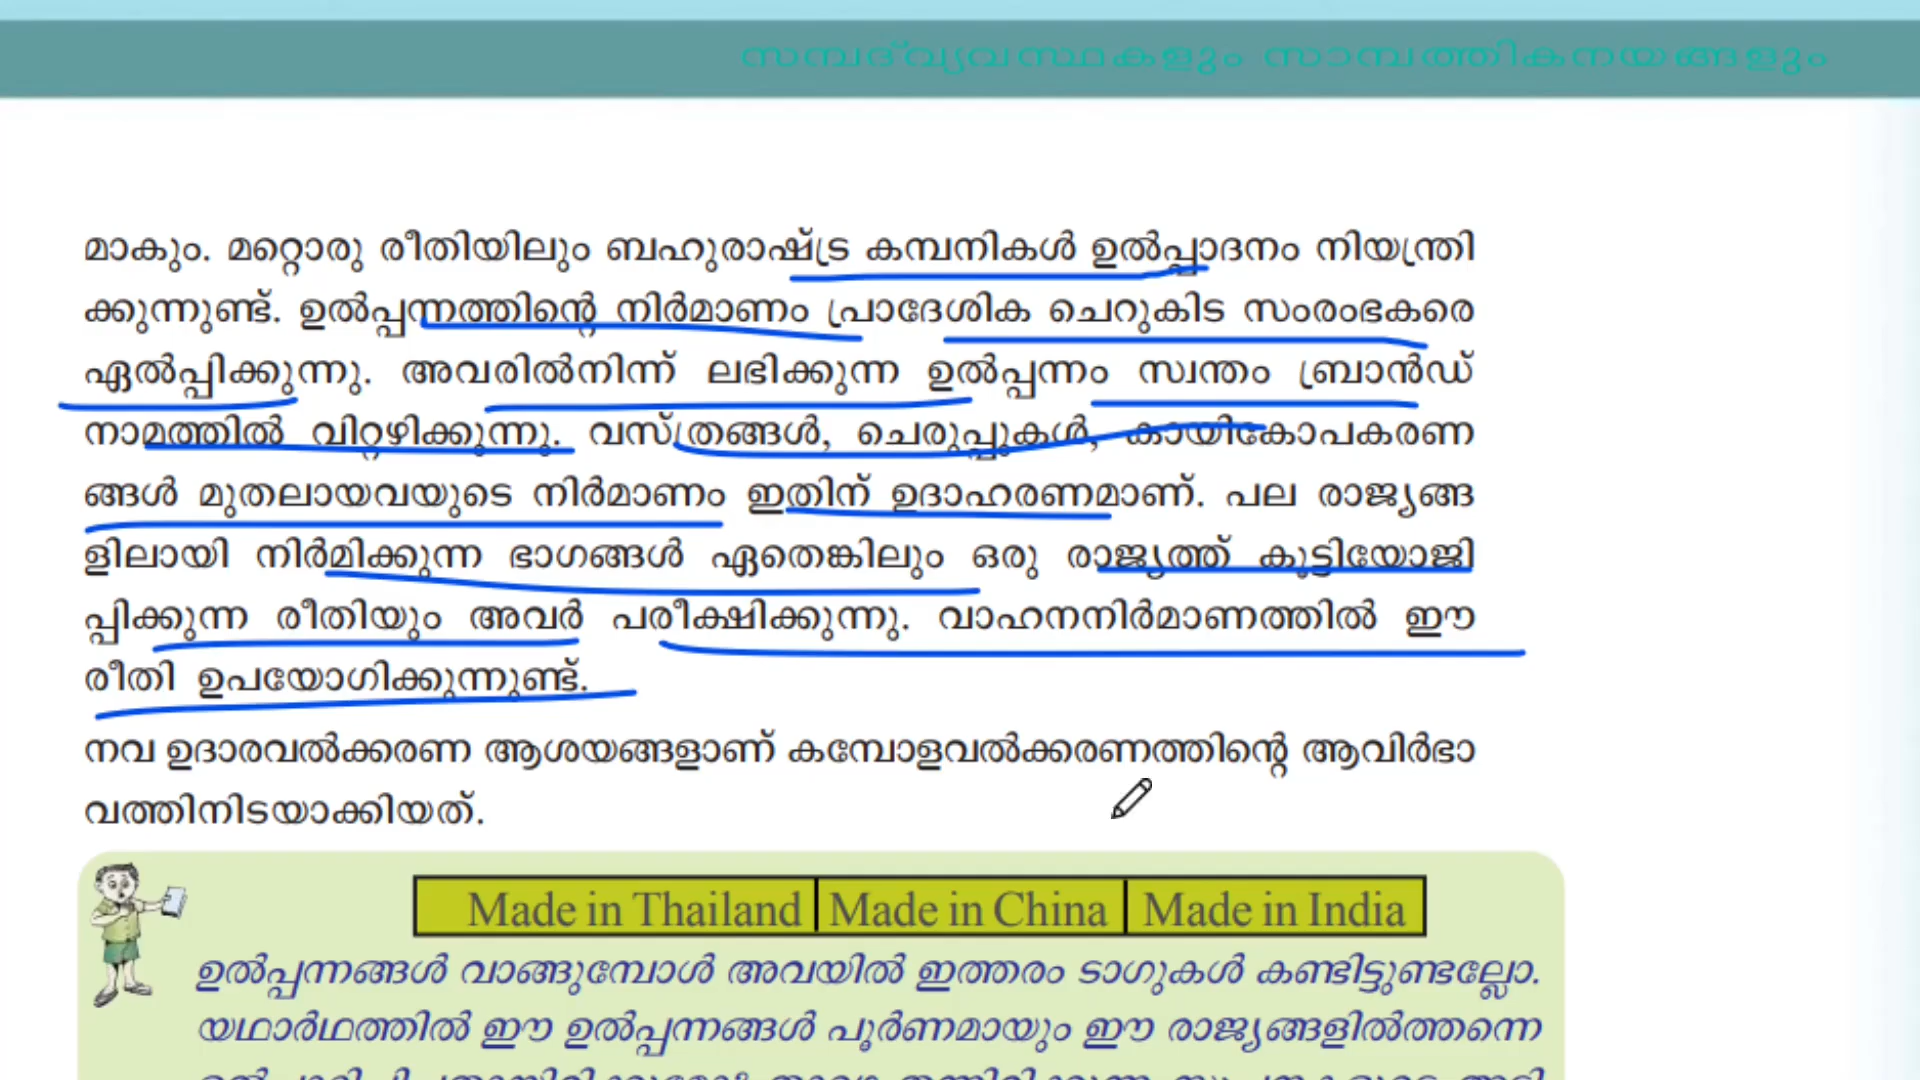 സമ്പദ്‌വ്യവസ്ഥകളും സാമ്പത്തികനയങ്ങളും
മാകും. മറ്റൊരു രീതിയിലും ബഹുരാഷ്ട്ര കമ്പനികൾ ഉൽപ്പാദനം നിയന്ത്രി
ക്കുന്നുണ്ട്. ഉൽപ്പന്നത്തിന്റെ നിർമാണം പ്രാദേശിക ചെറുകിട സംരംഭകരെ
ഏൽപ്പിക്കുന്നു. അവരിൽനിന്ന് ലഭിക്കുന്ന ഉൽപ്പന്നം സ്വന്തം ബ്രാൻഡ്
നാമത്തിൽ വിറ്റഴിക്കുന്നു. വസ്ത്രങ്ങൾ, ചെരുപ്പുകൾ, കായികോപകരണ
ങ്ങൾ മുതലായവയുടെ നിർമാണം ഇതിന് ഉദാഹരണമാണ്. പല രാജ്യങ്ങ
ളിലായി നിർമിക്കുന്ന ഭാഗങ്ങൾ ഏതെങ്കിലും ഒരു രാജ്യത്ത് കൂട്ടിയോജി
പ്പിക്കുന്ന രീതിയും അവർ പരീക്ഷിക്കുന്നു. വാഹനനിർമാണത്തിൽ ഈ
രീതി ഉപയോഗിക്കുന്നുണ്ട്.
നവ ഉദാരവൽക്കരണ ആശയങ്ങളാണ് കമ്പോളവൽക്കരണത്തിന്റെ ആവിർഭാ
വത്തിനിടയാക്കിയത്.
Made in Thailand Made in China Made in India
ഉൽപ്പന്നങ്ങൾ വാങ്ങുമ്പോൾ അവയിൽ ഇത്തരം ടാഗുകൾ കണ്ടിട്ടുണ്ടല്ലോ.
യഥാർഥത്തിൽ ഈ ഉൽപ്പന്നങ്ങൾ പൂർണമായും ഈ രാജ്യങ്ങളിൽത്തന്നെ